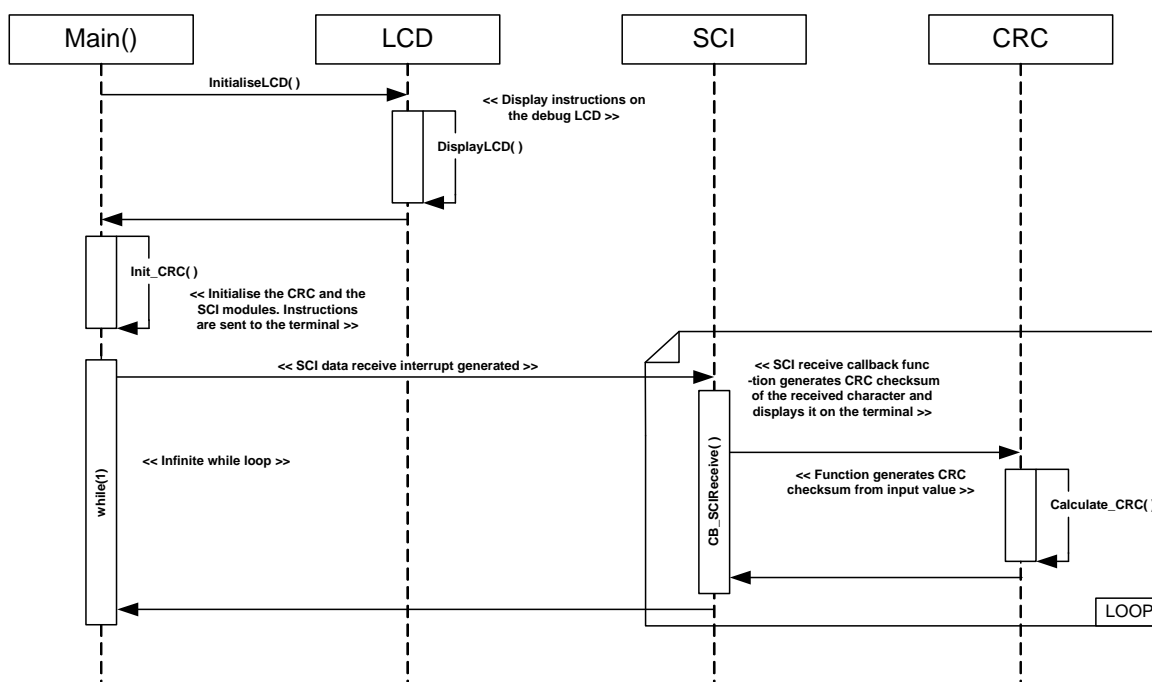 Main()
LCD
SCI
CRC
InitialiseLCD( )
<< Display instructions on
the debug LCD >>
DisplayLCD( )
Init_CRC( )
<< Initialise the CRC and the
SCI modules. Instructions
are sent to the terminal >>
<< SCI data receive interrupt generated >>
<< SCI receive callback func
-tion generates CRC checksum
of the received character and
displays it on the terminal >>
<< Infinite while loop >>
while(1)
CB_SCIReceive( )
<< Function generates CRC
checksum from input value >>
Calculate_CRC( )
LOOP